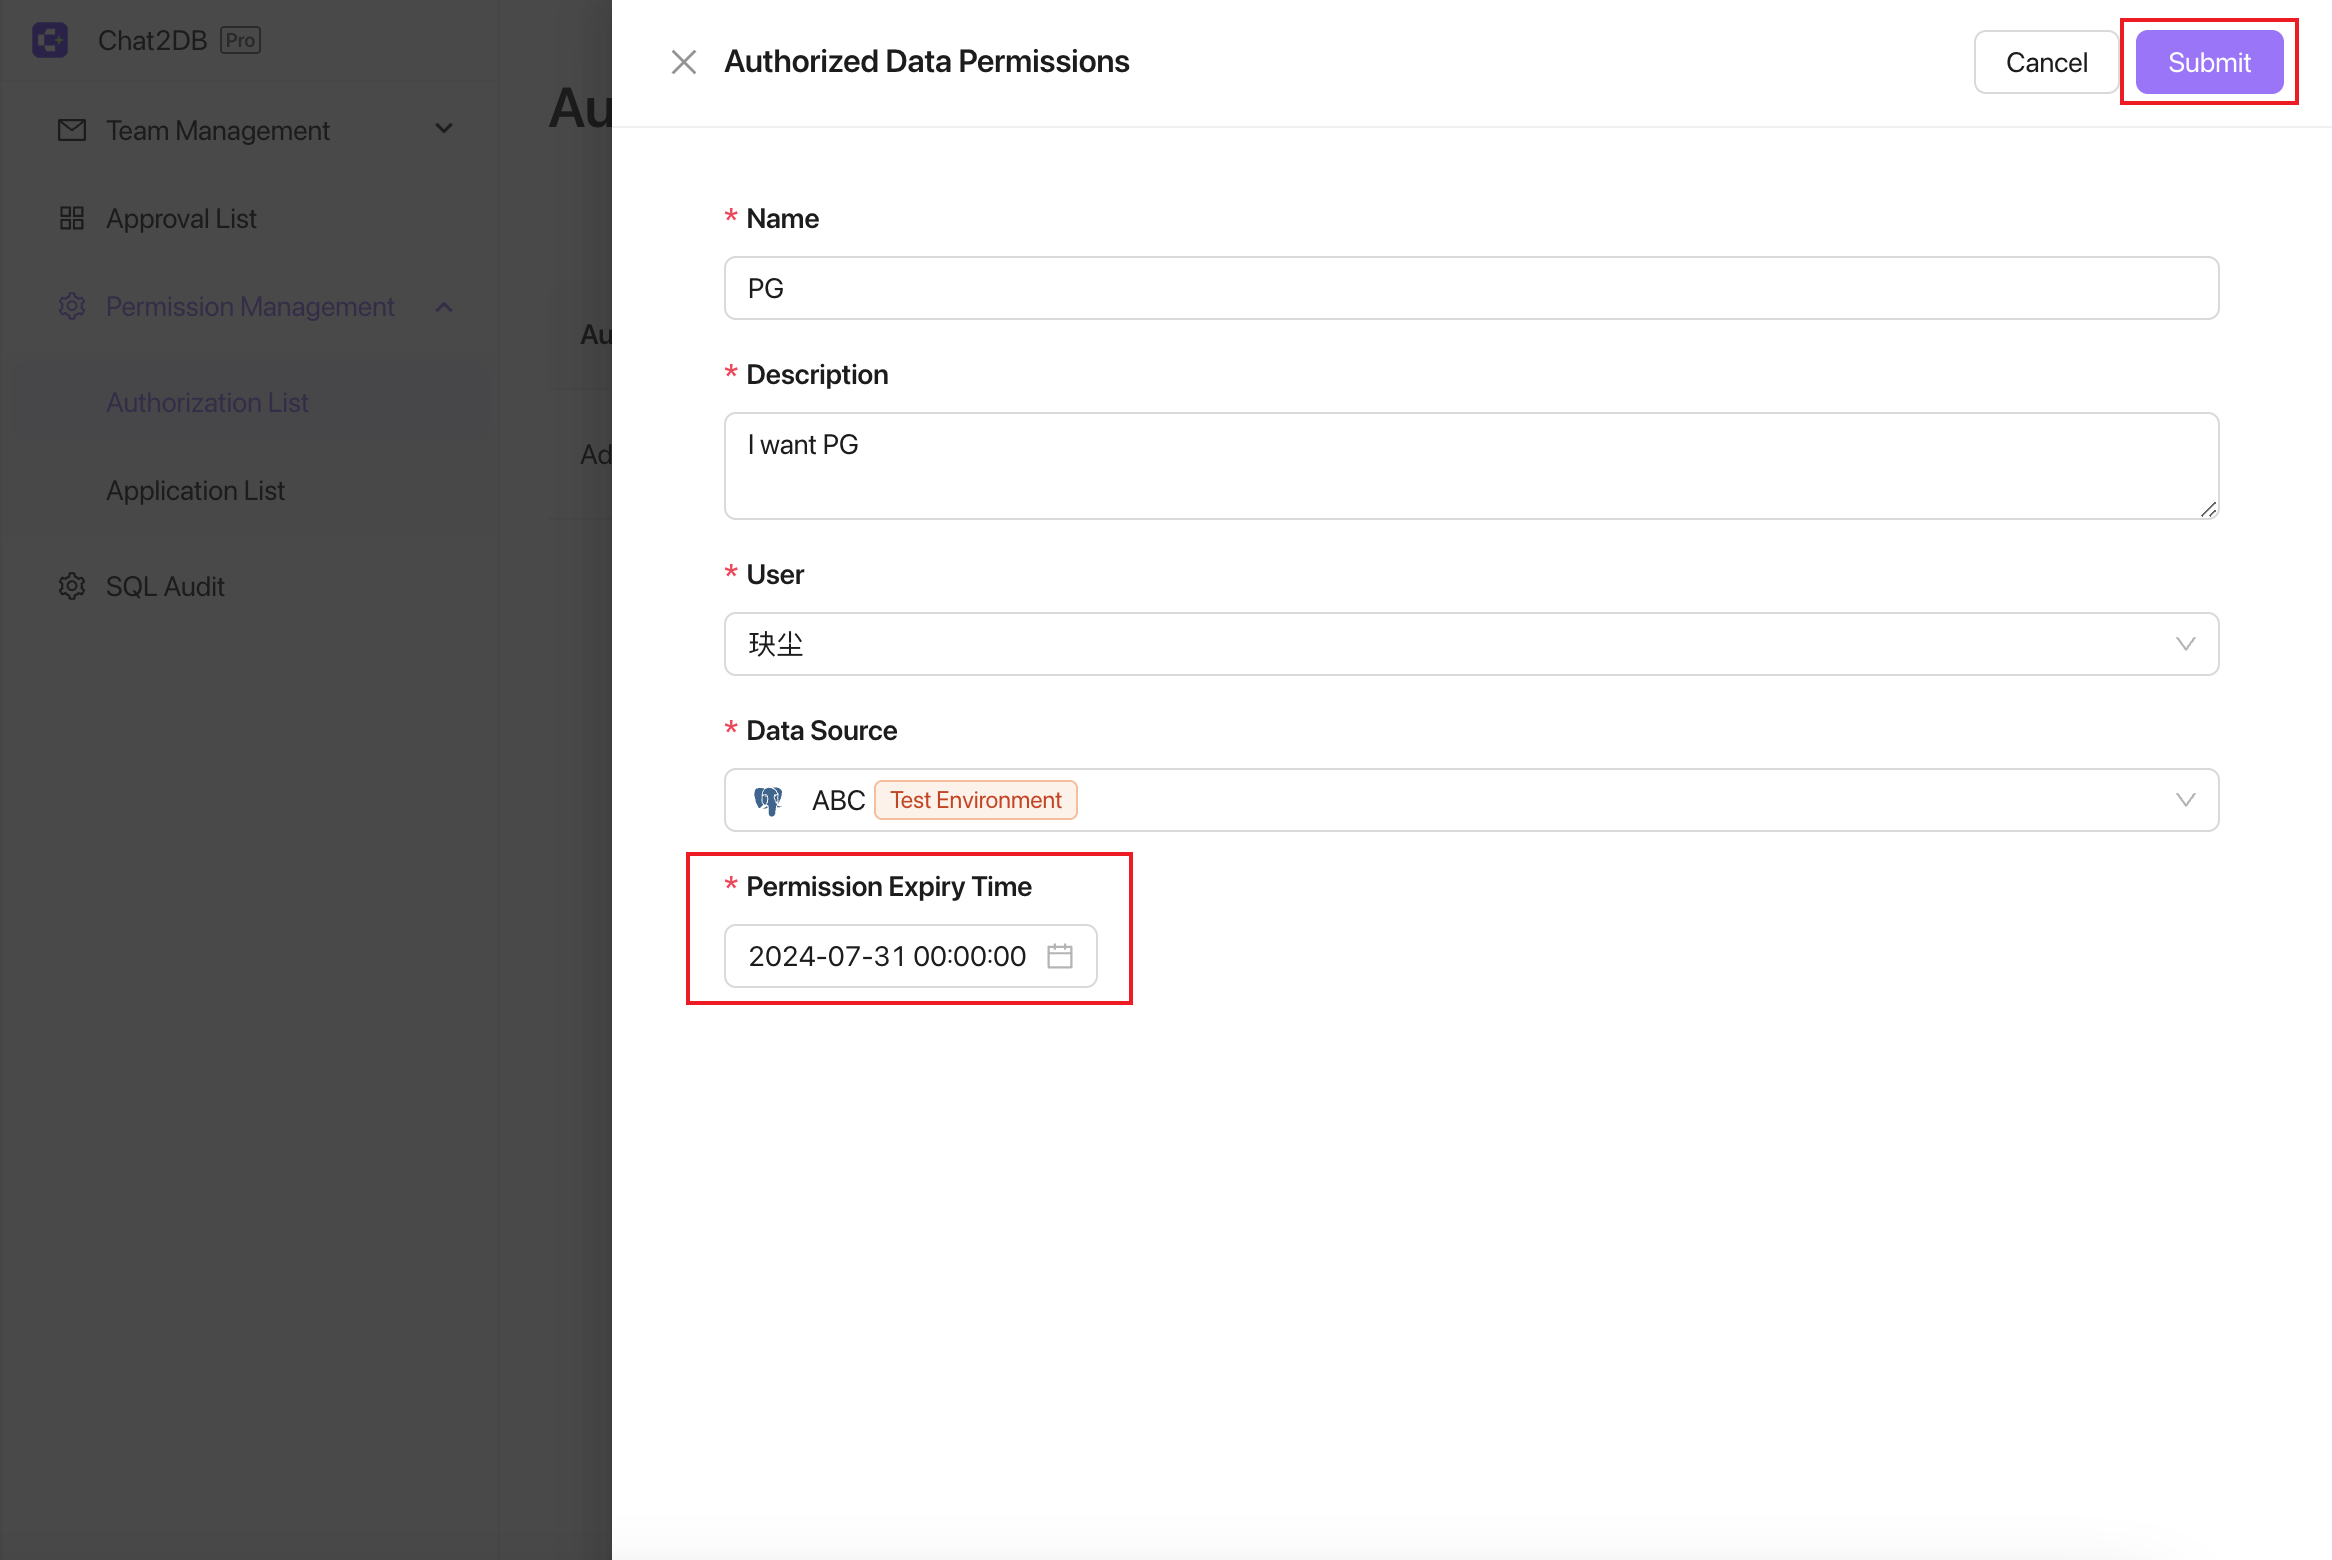 Chat2DB Pro
Team Management
Approval List
Permission Management
Authorization List
Application List
SQL Audit
Au
Au
Ad
Authorized Data Permissions
Cancel
Submit
* Name
PG
* Description
I want PG
* User
玦尘
* Data Source
ABC Test Environment
* Permission Expiry Time
2024-07-31 00:00:00